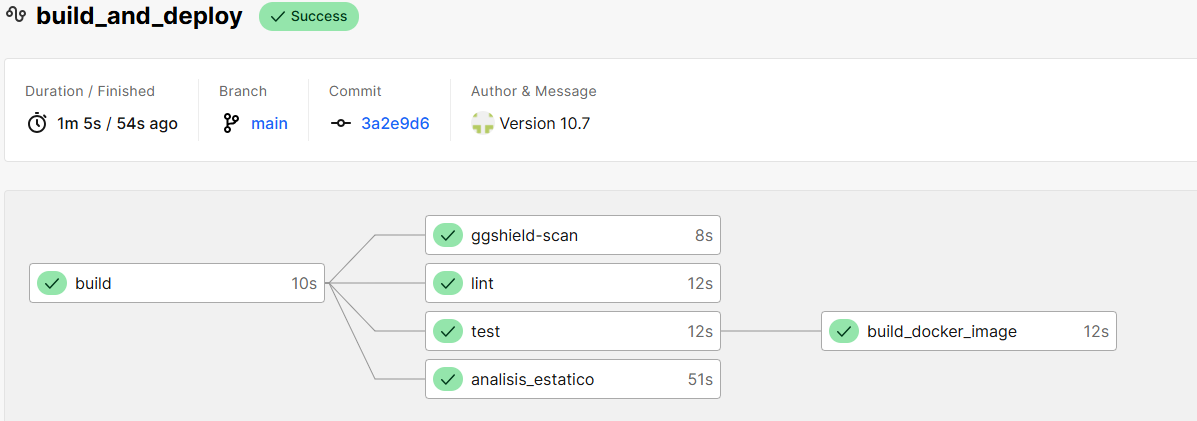 build_and_deploy Success
Duration / Finished
1m 5s / 54s ago
Branch
main
Commit
3a2e9d6
Author & Message
Version 10.7
build 10s
ggshield-scan 8s
lint 12s
test 12s
analisis_estatico 51s
build_docker_image 12s